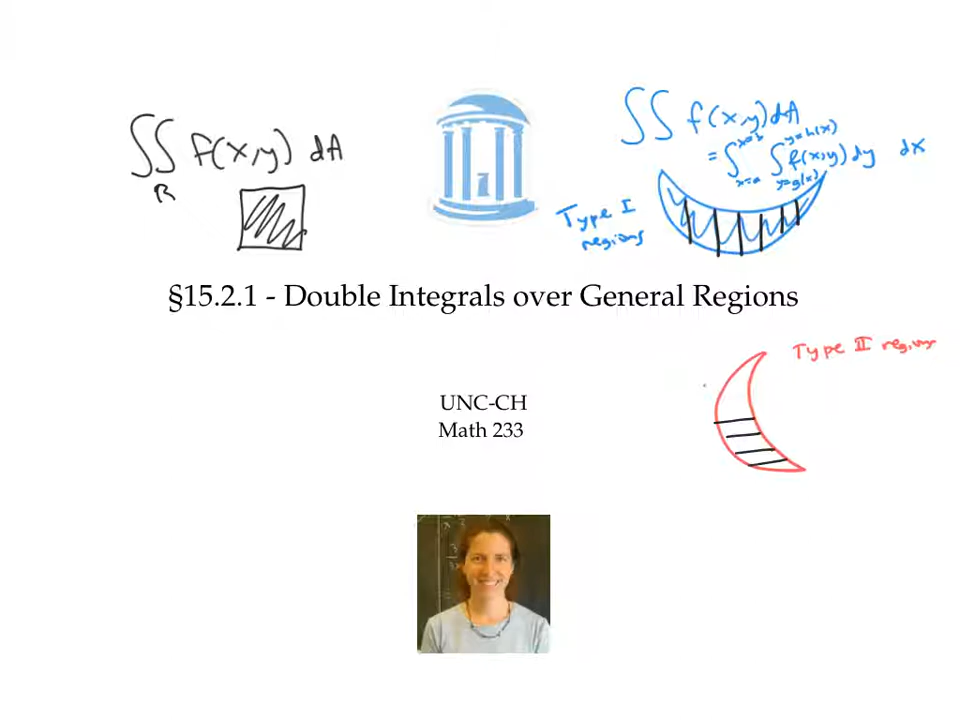 ∬ f(x,y) dA
R
∬ f(x,y)dA
= ∫ₓ₌ₐˣ⁼ᵇ ∫_{y=g(x)}^{y=h(x)} f(x,y) dy dx
Type I
regions
§15.2.1 - Double Integrals over General Regions
Type II regions
UNC-CH
Math 233